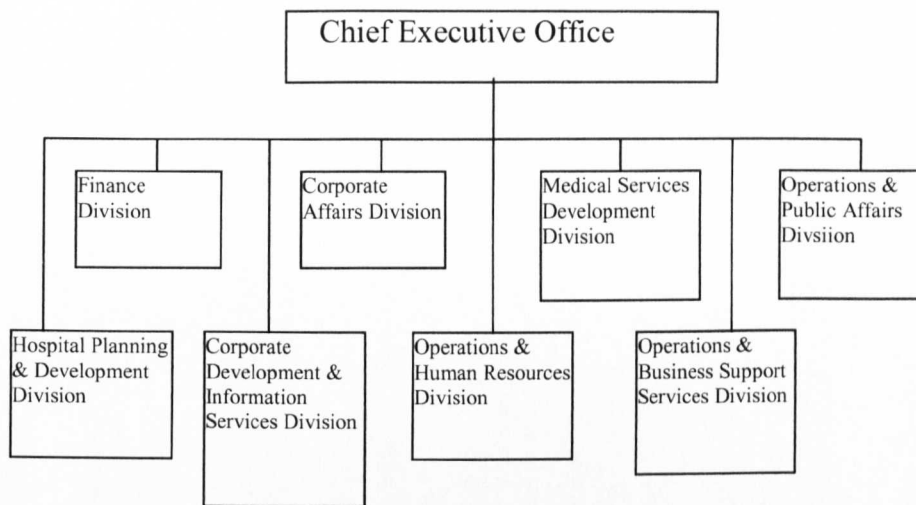 Chief Executive Office
Finance
Division
Corporate
Affairs Division
Medical Services
Development
Division
Operations &
Public Affairs
Divsiion
Hospital Planning
& Development
Division
Corporate
Development &
Information
Services Division
Operations &
Human Resources
Division
Operations &
Business Support
Services Division